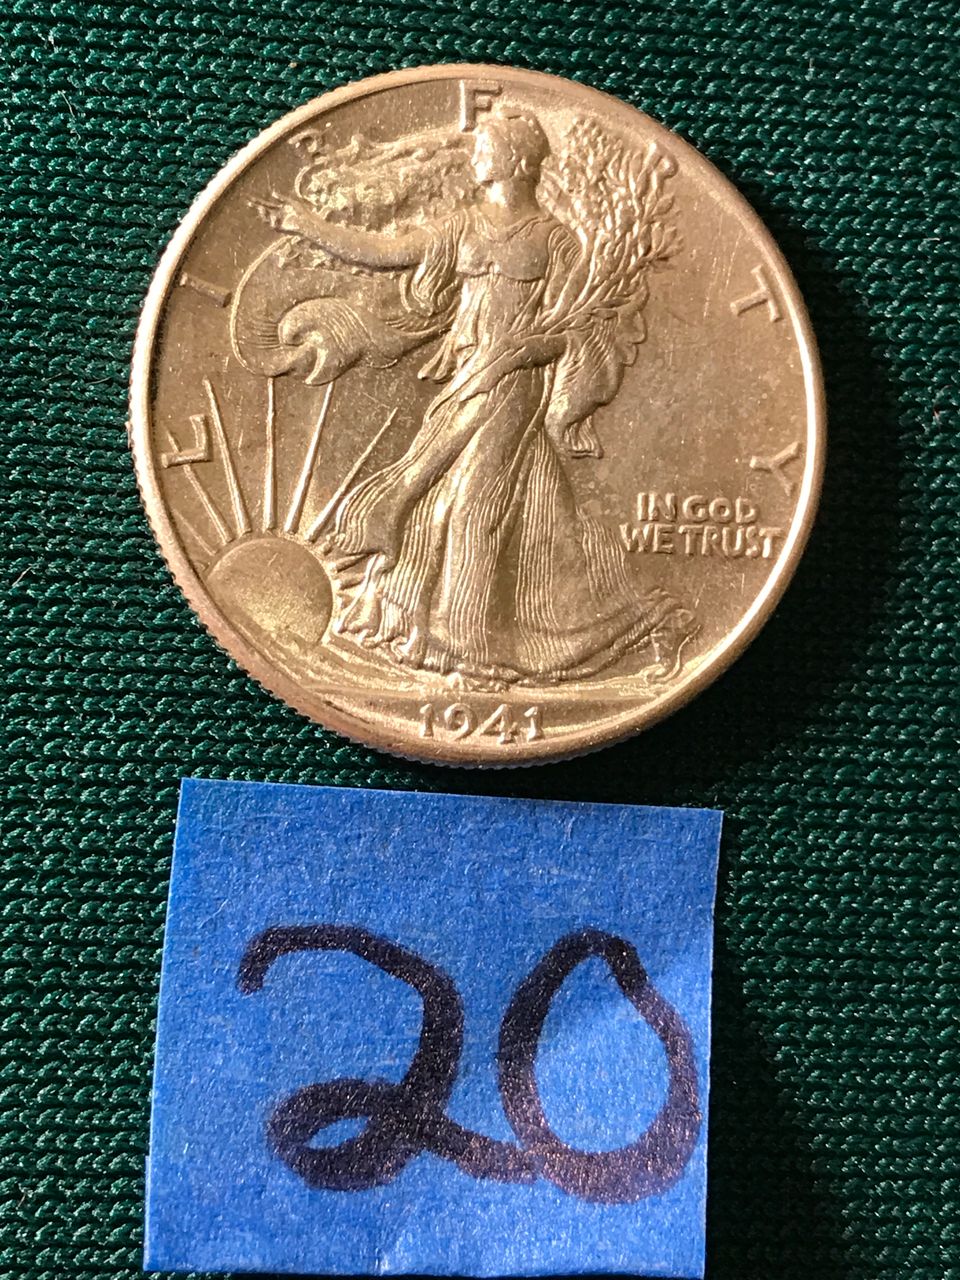 LIBERTY
IN GOD
WE TRUST
1941
20